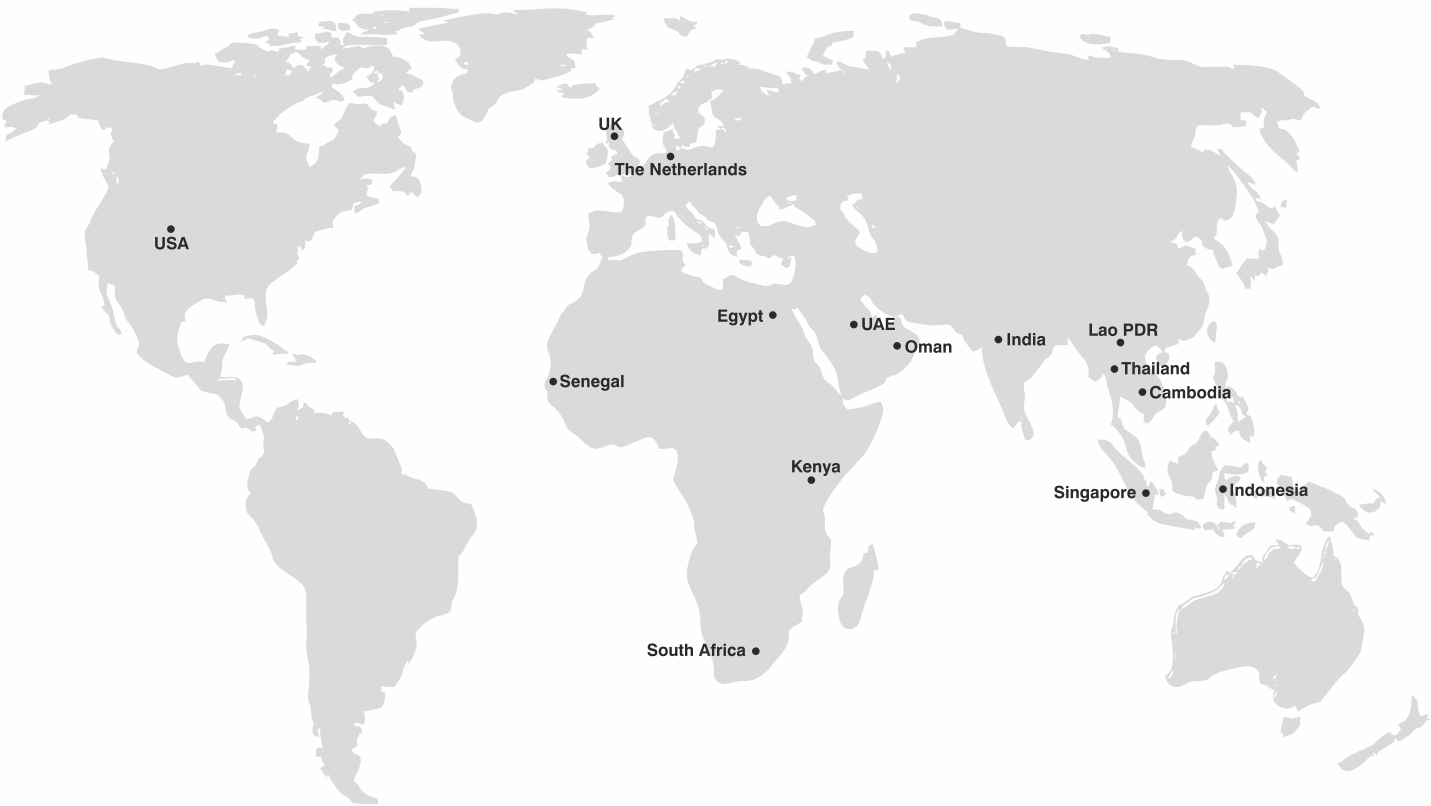 UK
The Netherlands
USA
Egypt
UAE
Oman
India
Lao PDR
Thailand
Cambodia
Senegal
Kenya
Singapore
Indonesia
South Africa